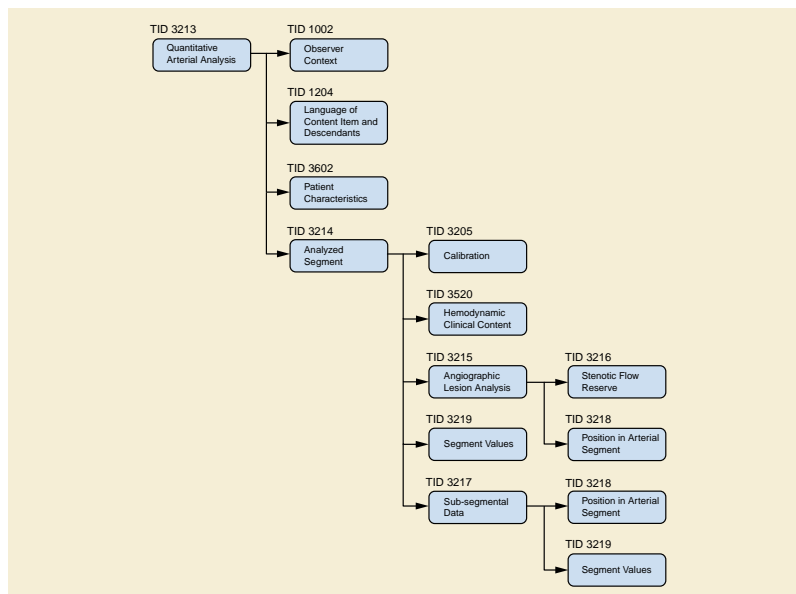 TID 3213
Quantitative
Arterial Analysis
TID 1002
Observer
Context
TID 1204
Language of
Content Item and
Descendants
TID 3602
Patient
Characteristics
TID 3214
Analyzed
Segment
TID 3205
Calibration
TID 3520
Hemodynamic
Clinical Content
TID 3215
Angiographic
Lesion Analysis
TID 3216
Stenotic Flow
Reserve
TID 3218
Position in Arterial
Segment
TID 3219
Segment Values
TID 3217
Sub-segmental
Data
TID 3218
Position in Arterial
Segment
TID 3219
Segment Values